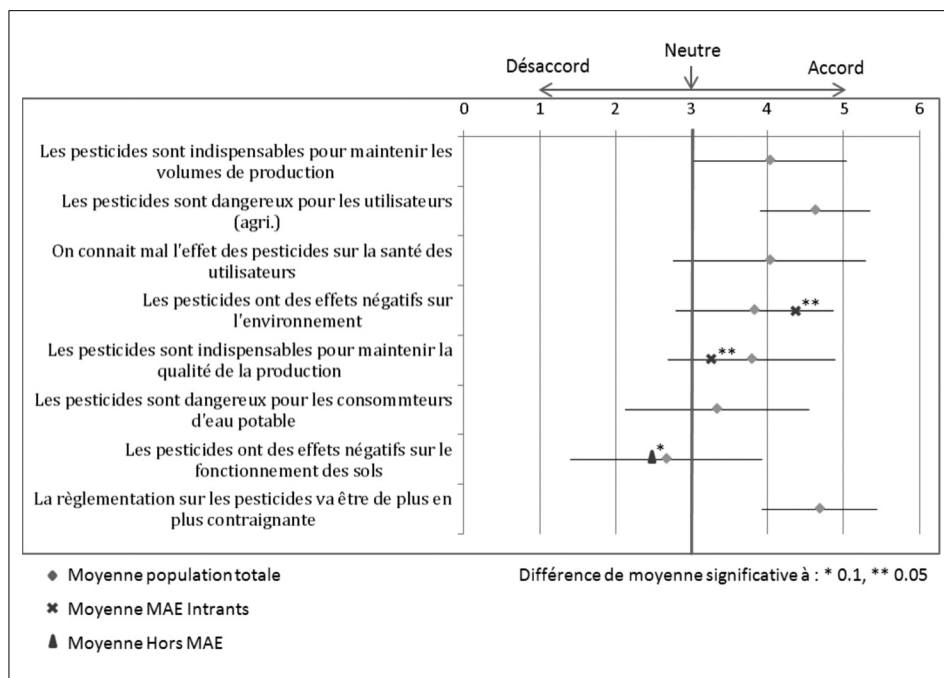 Neutre
Désaccord
Accord
0 1 2 3 4 5 6
Les pesticides sont indispensables pour maintenir les
volumes de production
Les pesticides sont dangereux pour les utilisateurs
(agri.)
On connait mal l'effet des pesticides sur la santé des
utilisateurs
Les pesticides ont des effets négatifs sur
l'environnement
**
Les pesticides sont indispensables pour maintenir la
qualité de la production
**
Les pesticides sont dangereux pour les consommteurs
d'eau potable
Les pesticides ont des effets négatifs sur le
fonctionnement des sols
*
La règlementation sur les pesticides va être de plus en
plus contraignante
Moyenne population totale
Différence de moyenne significative à : * 0.1, ** 0.05
Moyenne MAE Intrants
Moyenne Hors MAE